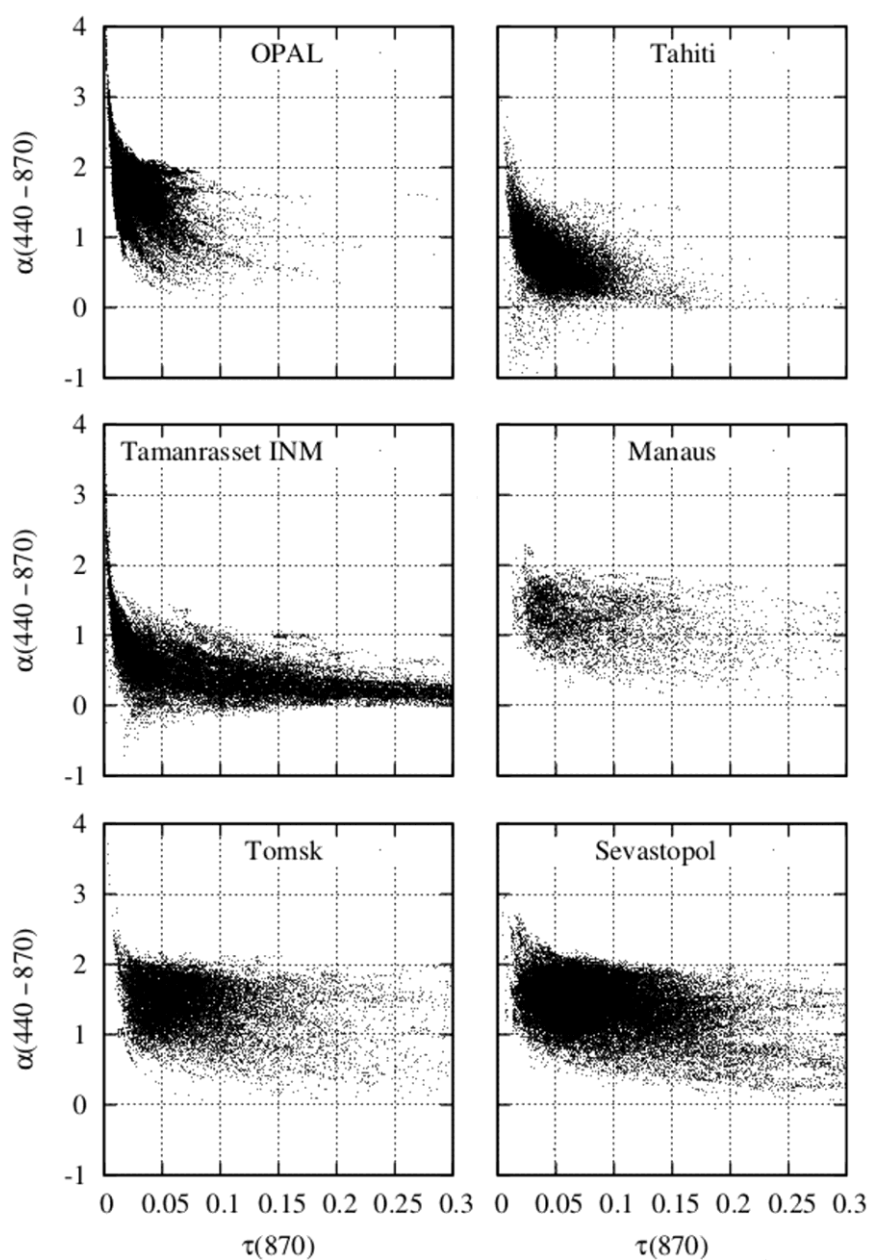 OPAL
Tahiti
4
3
2
1
0
-1
α(440 – 870)
Tamanrasset INM
Manaus
4
3
2
1
0
-1
α(440 – 870)
Tomsk
Sevastopol
4
3
2
1
0
-1
α(440 – 870)
0 0.05 0.1 0.15 0.2 0.25 0.3
0 0.05 0.1 0.15 0.2 0.25 0.3
τ(870)
τ(870)